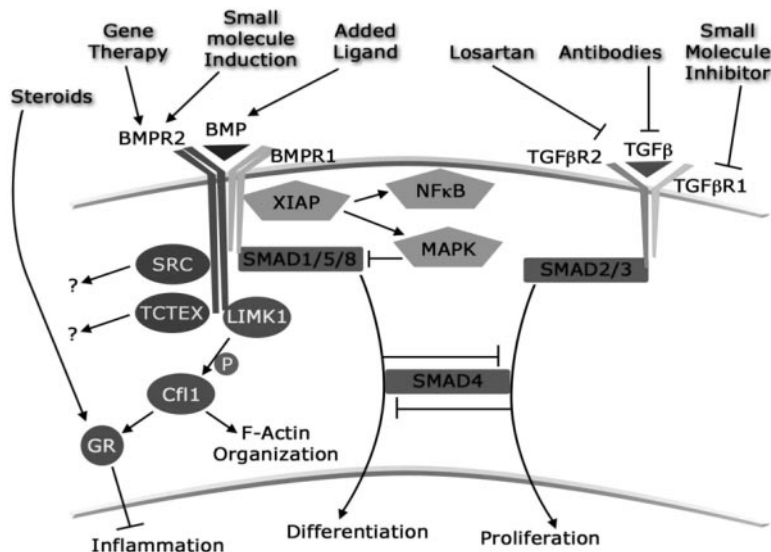 Gene
Therapy
Small
molecule
Induction
Added
Ligand
Losartan
Antibodies
Small
Molecule
Inhibitor
Steroids
BMPR2
BMP
BMPR1
TGFβR2
TGFβ
TGFβR1
XIAP
NFκB
MAPK
SRC
SMAD1/5/8
SMAD2/3
?
TCTEX
LIMK1
?
P
SMAD4
Cfl1
GR
F-Actin
Organization
Inflammation
Differentiation
Proliferation